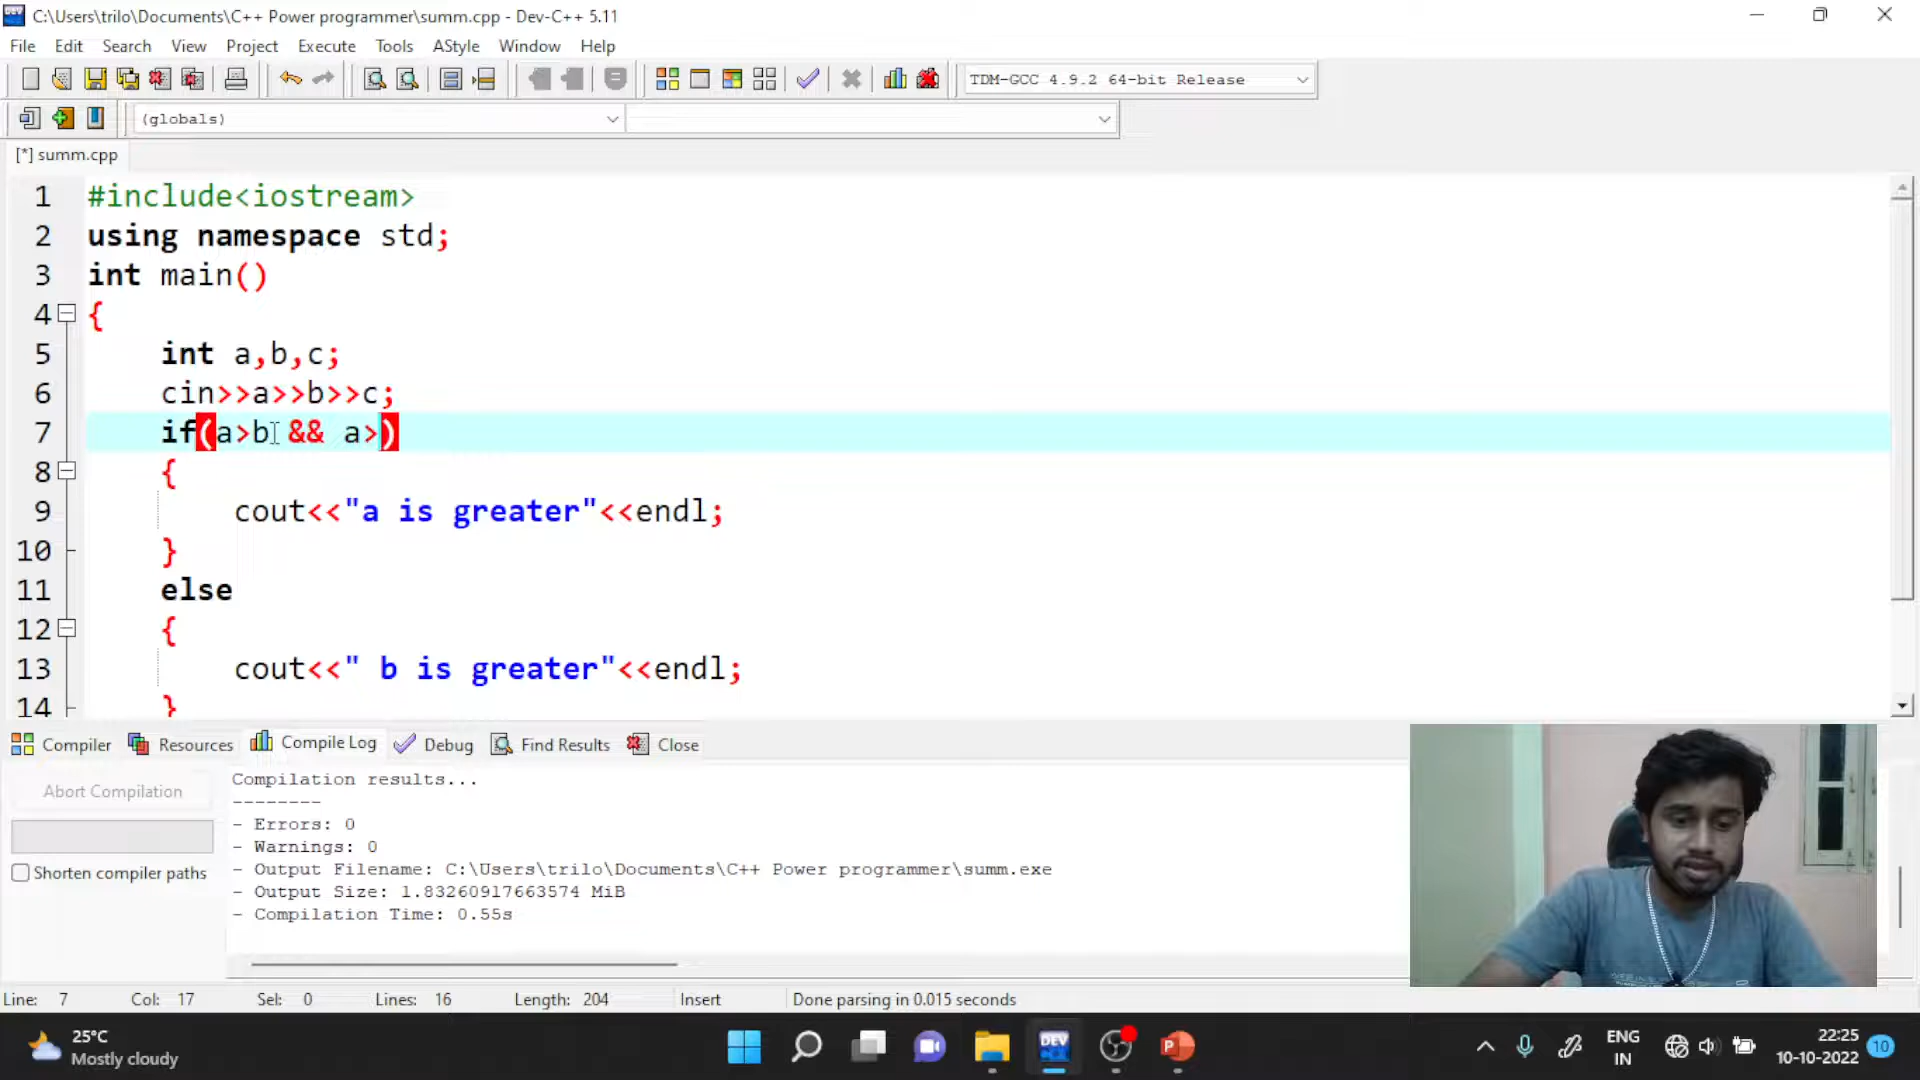 C:\Users\trilo\Documents\C++ Power programmer\summ.cpp - Dev-C++ 5.11
File Edit Search View Project Execute Tools AStyle Window Help
TDM-GCC 4.9.2 64-bit Release
(globals)
[*] summ.cpp
1 #include<iostream>
2 using namespace std;
3 int main()
4 {
5 int a,b,c;
6 cin>>a>>b>>c;
7 if(a>b && a>)
8 {
9 cout<<"a is greater"<<endl;
10 }
11 else
12 {
13 cout<<" b is greater"<<endl;
14 }
Compiler Resources Compile Log Debug Find Results Close
Abort Compilation
Shorten compiler paths
Compilation results...
--------
- Errors: 0
- Warnings: 0
- Output Filename: C:\Users\trilo\Documents\C++ Power programmer\summ.exe
- Output Size: 1.83260917663574 MiB
- Compilation Time: 0.55s
Line: 7 Col: 17 Sel: 0 Lines: 16 Length: 204 Insert Done parsing in 0.015 seconds
25°C
Mostly cloudy
DEV
P
ENG
IN
22:25
10-10-2022
10